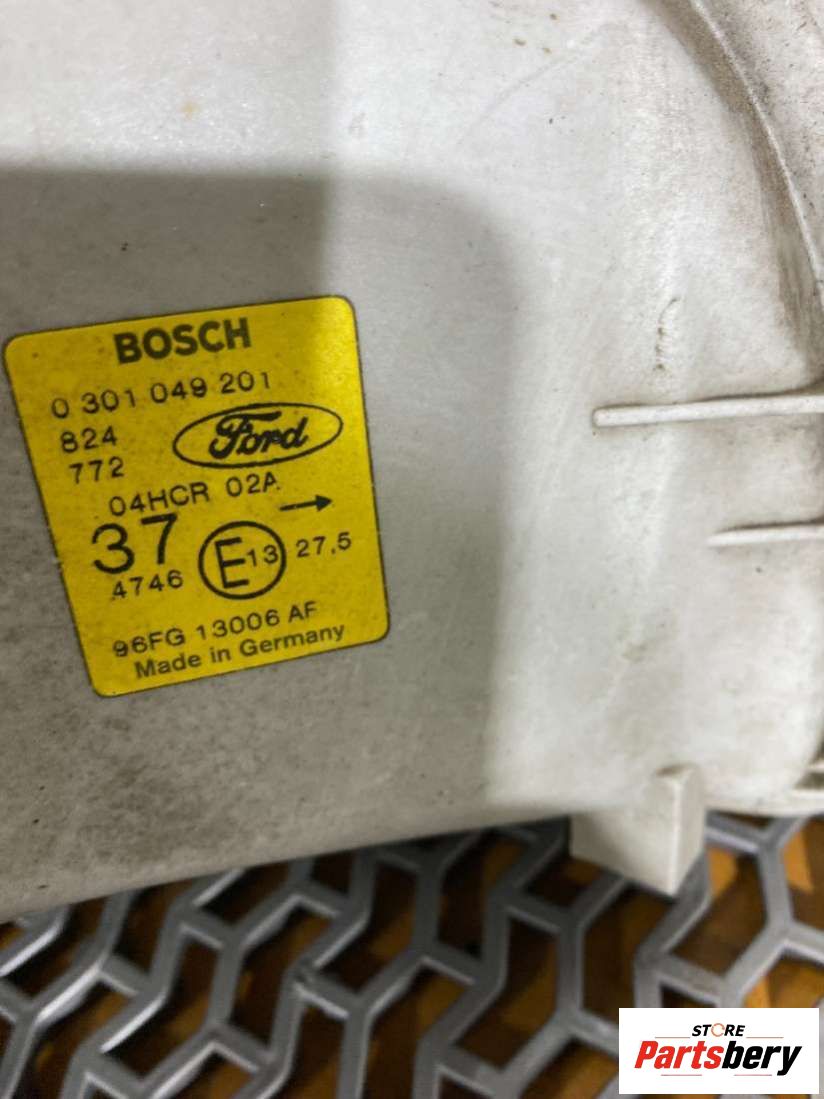 BOSCH
0 301 049 201
824
772
Ford
04HCR 02A
37
4746
E13
27,5
96FG 13006 AF
Made in Germany
STORE
Partsbery